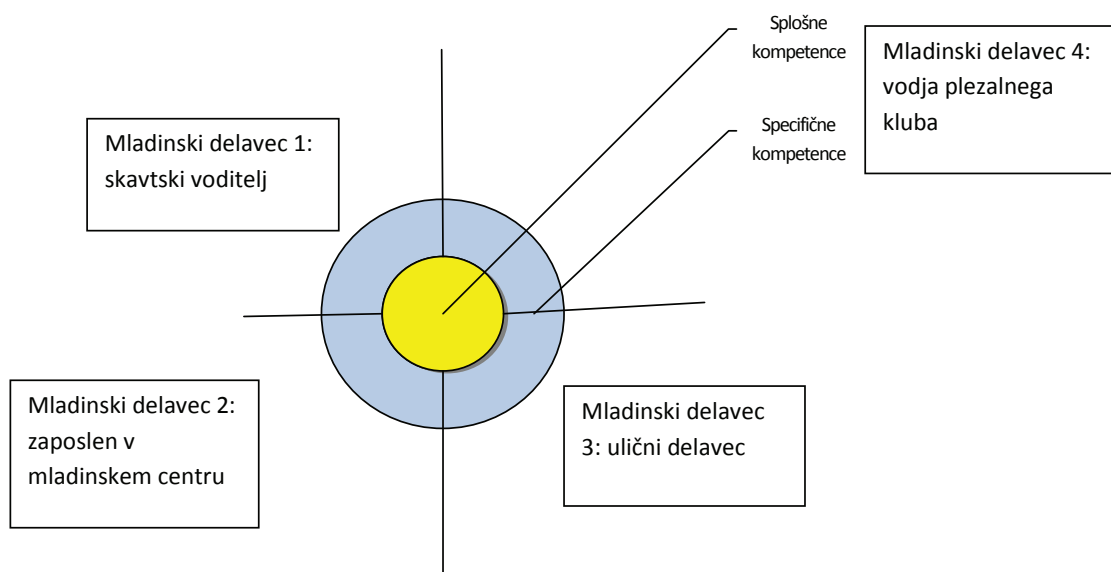 Splošne
kompetence
Mladinski delavec 4:
vodja plezalnega
kluba
Specifične
kompetence
Mladinski delavec 1:
skavtski voditelj
Mladinski delavec 2:
zaposlen v
mladinskem centru
Mladinski delavec
3: ulični delavec